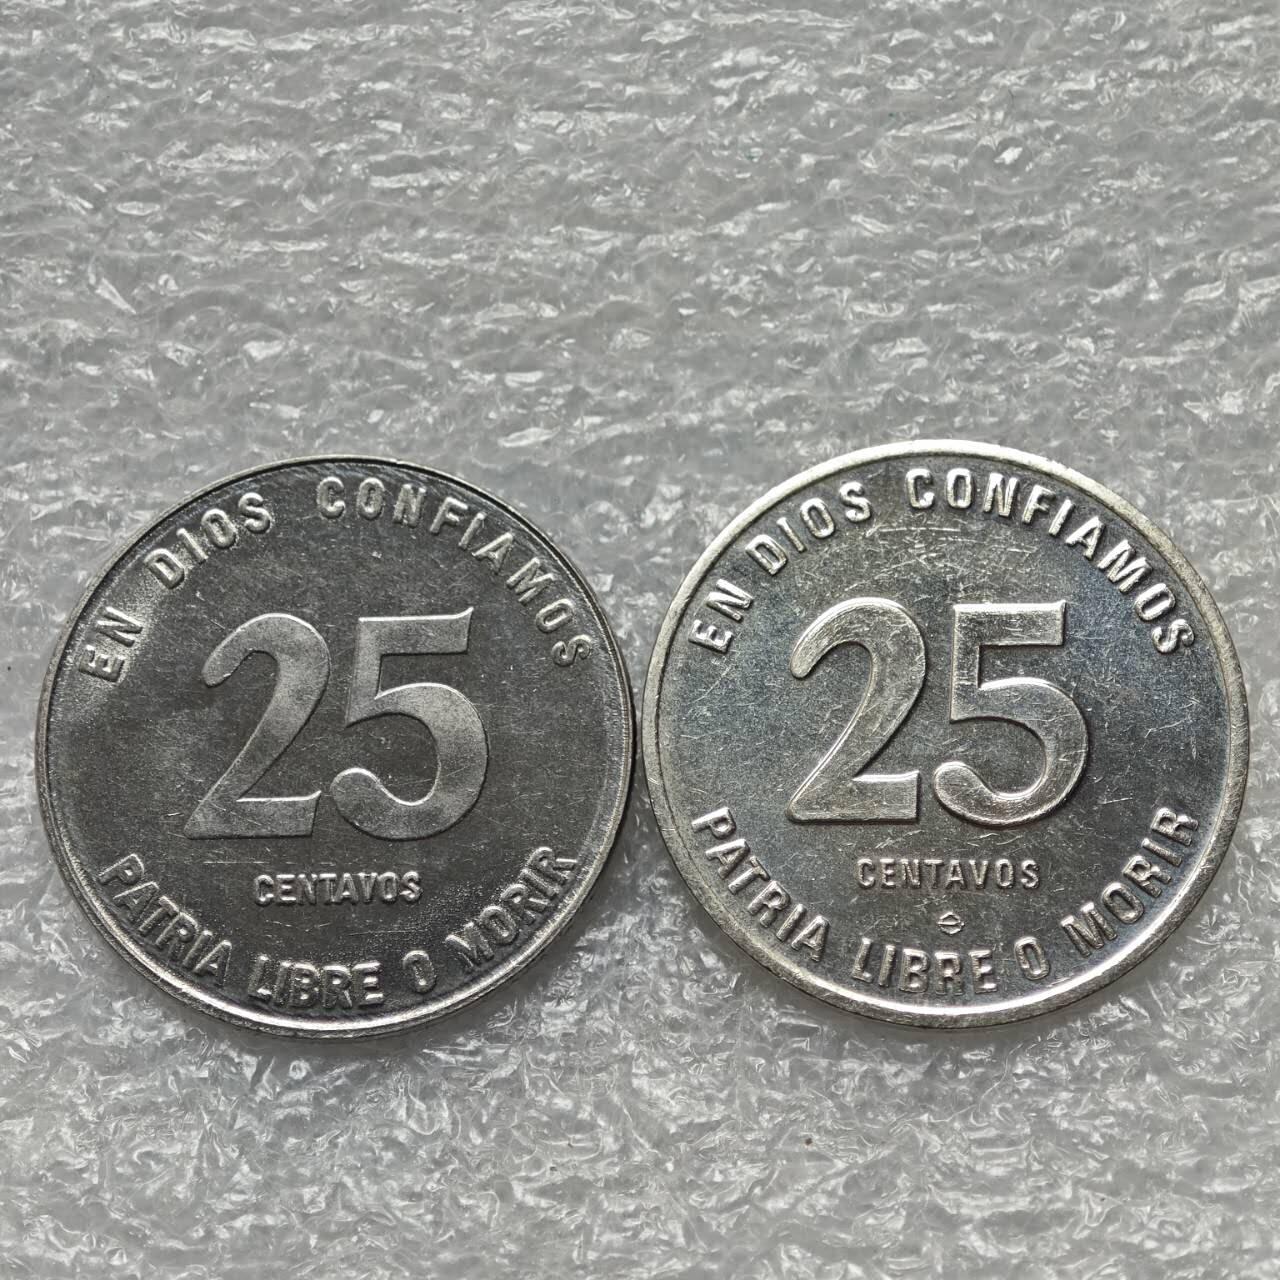 EN DIOS CONFIAMOS
25
CENTAVOS
PATRIA LIBRE O MORIR
EN DIOS CONFIAMOS
25
CENTAVOS
PATRIA LIBRE O MORIR